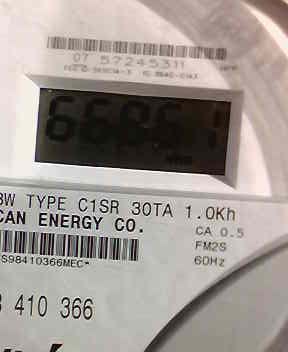 07 57245311
66861
3W TYPE C1SR 30TA 1.0Kh
CAN ENERGY CO.
CA 0.5
FM2S
60Hz
S98410366MEC*
410 366